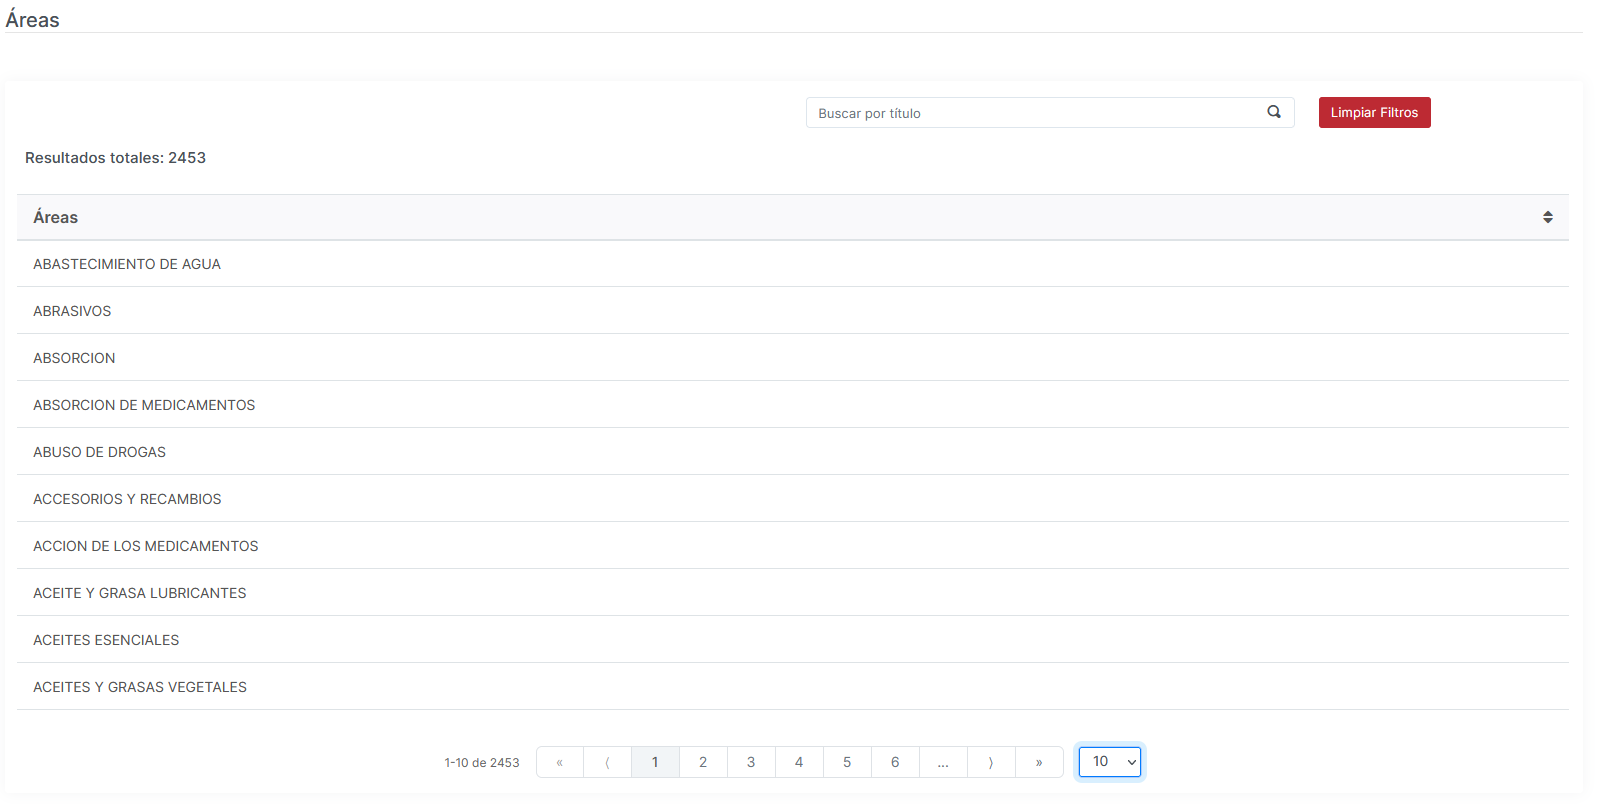 Áreas
Buscar por título
Limpiar Filtros
Resultados totales: 2453
Áreas
ABASTECIMIENTO DE AGUA
ABRASIVOS
ABSORCION
ABSORCION DE MEDICAMENTOS
ABUSO DE DROGAS
ACCESORIOS Y RECAMBIOS
ACCION DE LOS MEDICAMENTOS
ACEITE Y GRASA LUBRICANTES
ACEITES ESENCIALES
ACEITES Y GRASAS VEGETALES
1-10 de 2453 « ⟨ 1 2 3 4 5 6 ... ⟩ » 10